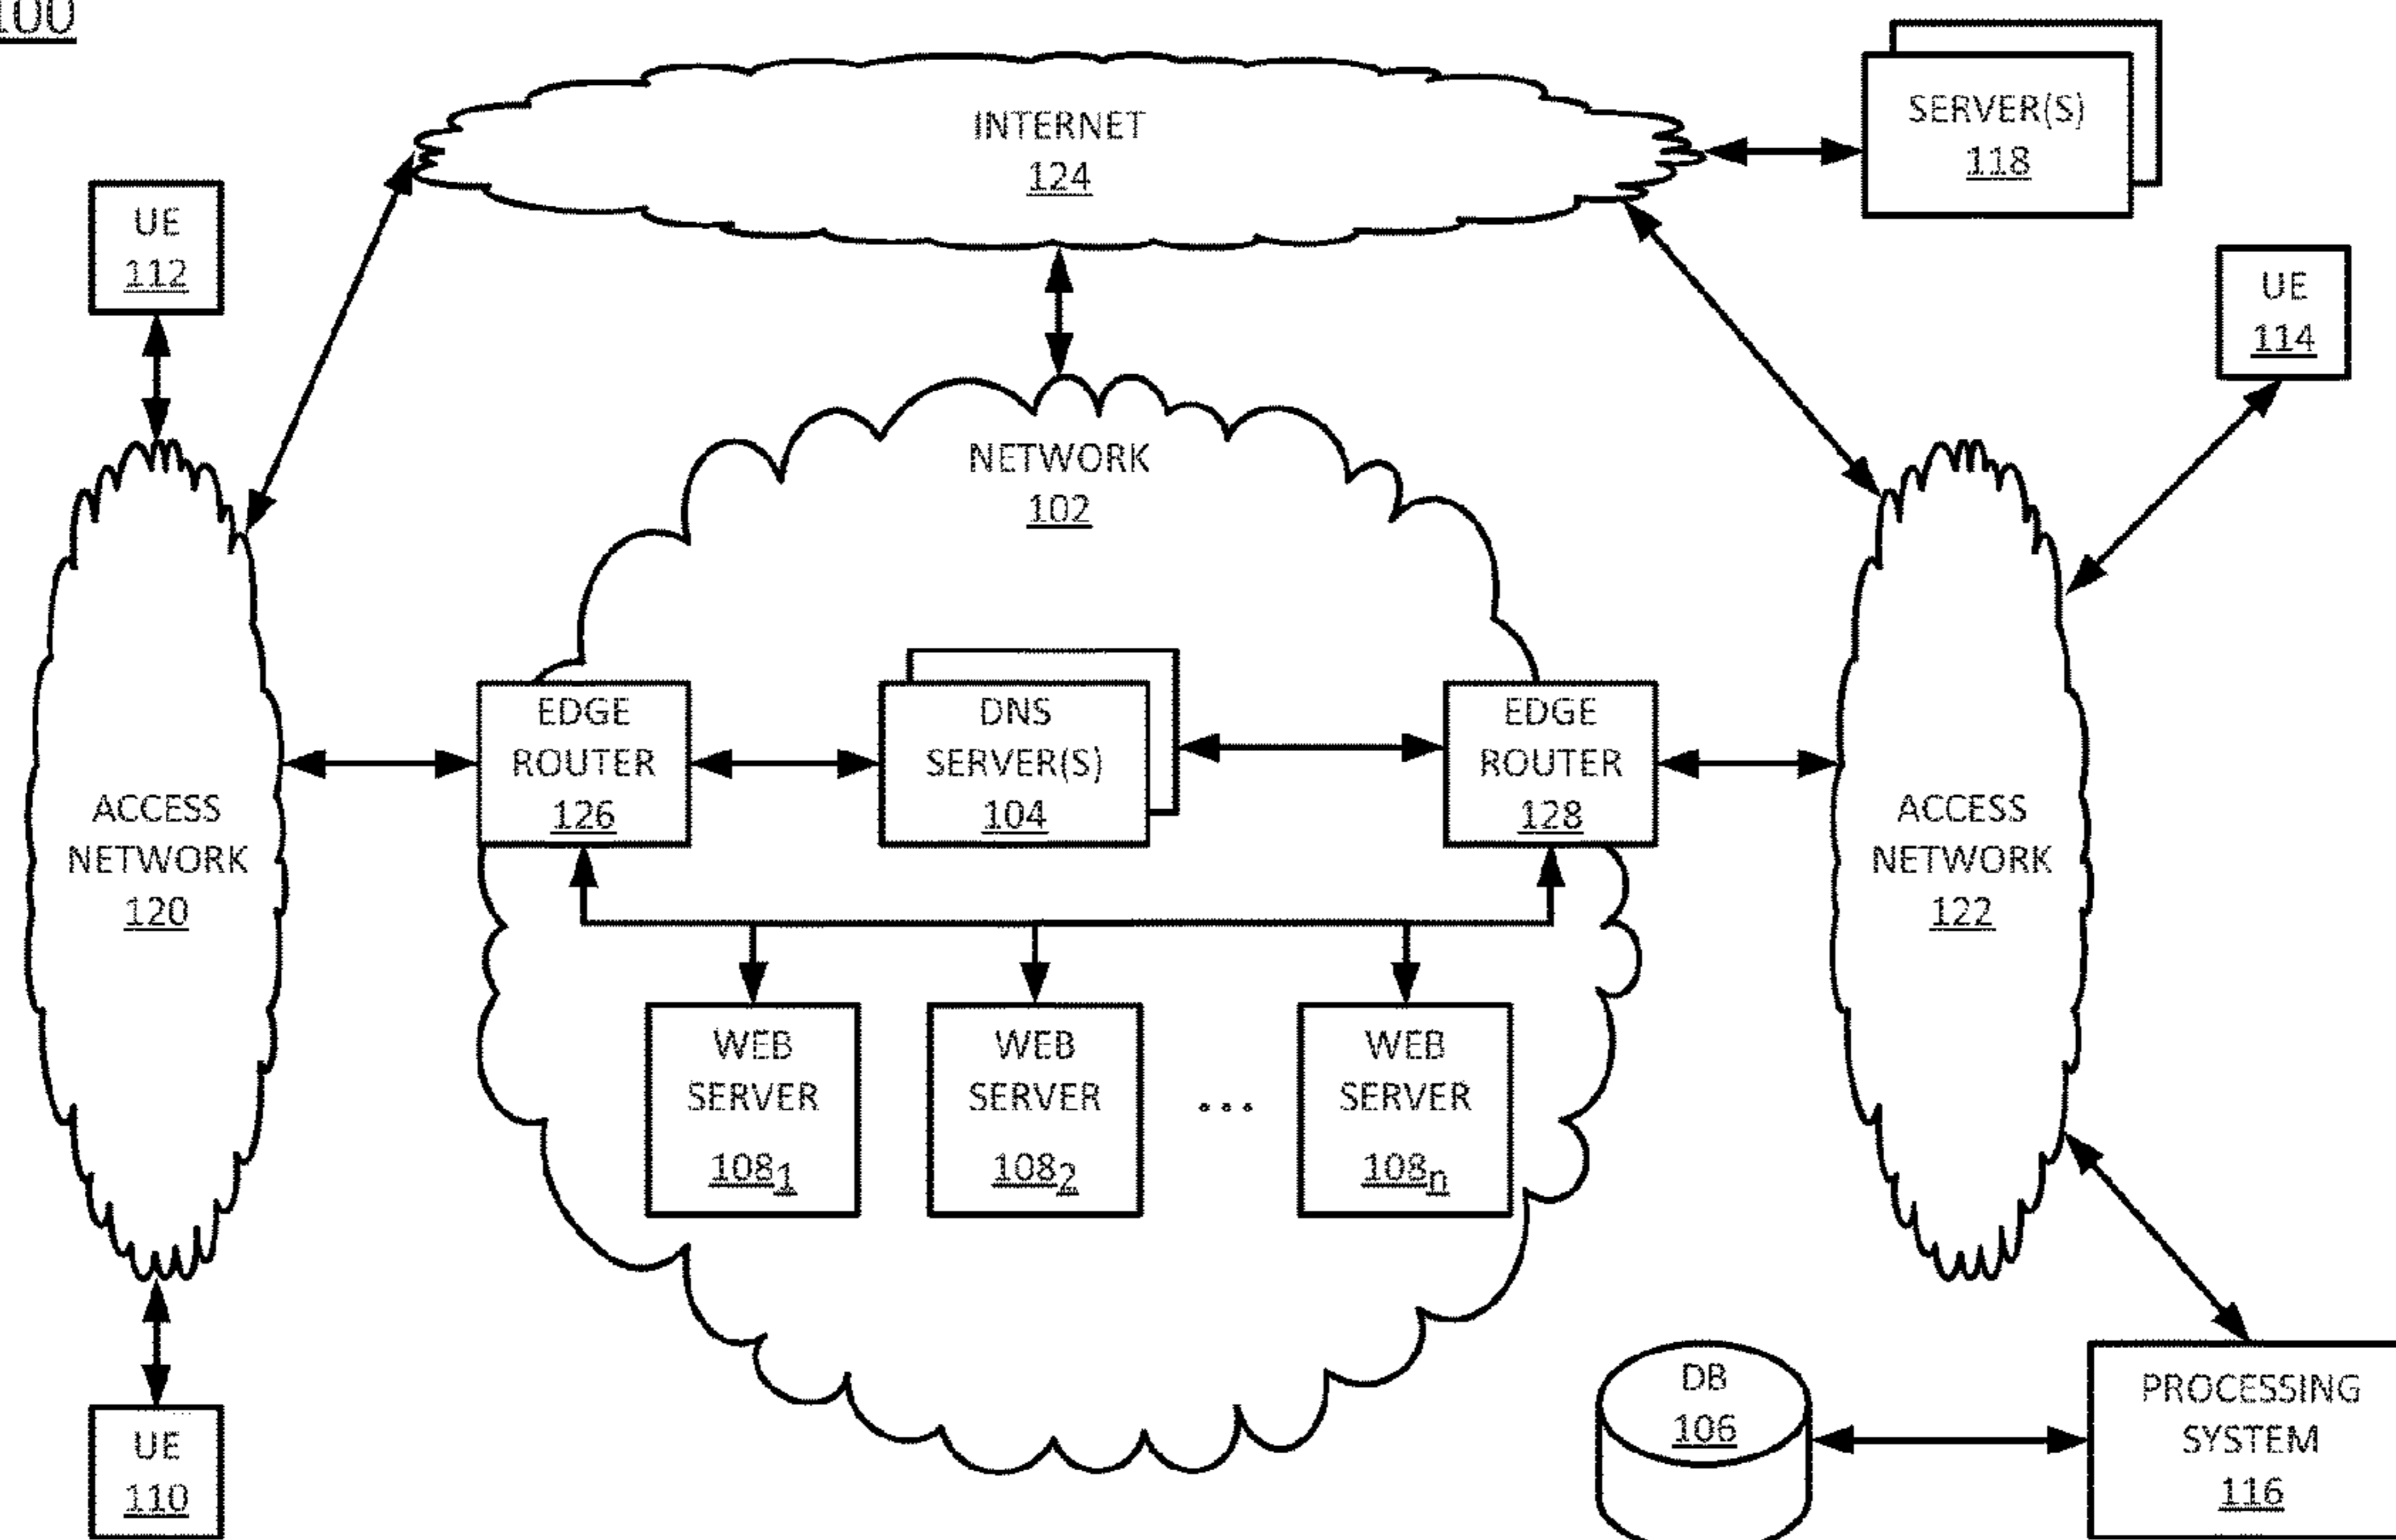 100
INTERNET
124
SERVER(S)
118
UE
112
UE
114
NETWORK
102
EDGE
ROUTER
126
DNS
SERVER(S)
104
EDGE
ROUTER
128
ACCESS
NETWORK
120
ACCESS
NETWORK
122
WEB
SERVER
108₁
WEB
SERVER
108₂
...
WEB
SERVER
108ₙ
UE
110
DB
106
PROCESSING
SYSTEM
116